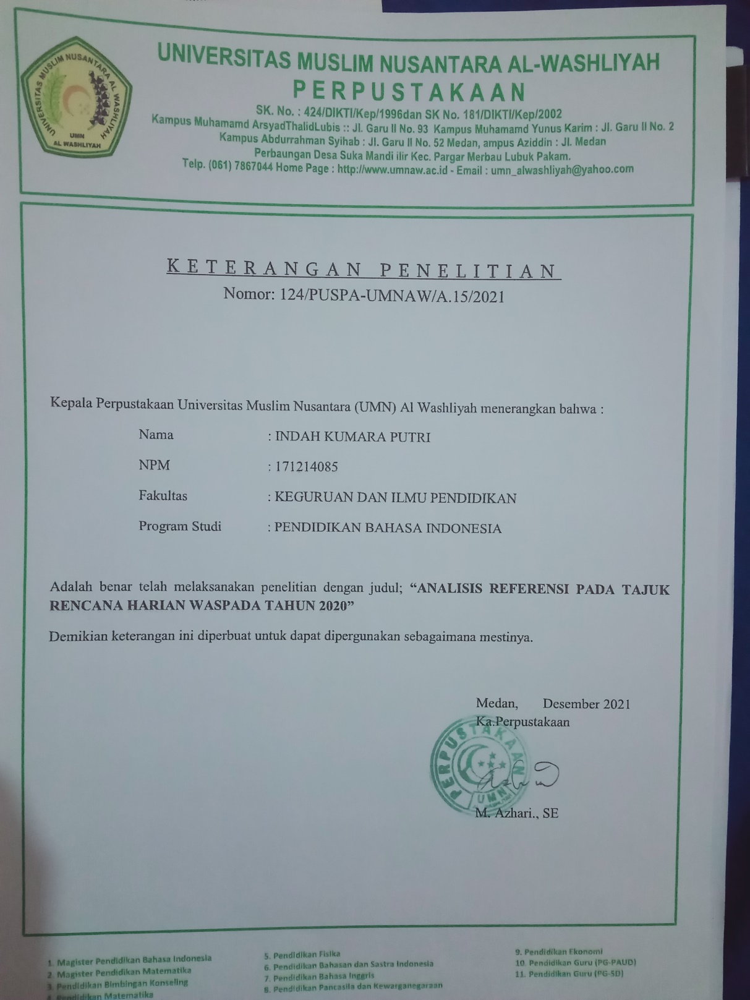 UNIVERSITAS MUSLIM NUSANTARA AL WASHLIYAH
UMN
AL WASHLIYAH
UNIVERSITAS MUSLIM NUSANTARA AL-WASHLIYAH
PERPUSTAKAAN
SK. No. : 424/DIKTI/Kep/1996dan SK No. 181/DIKTI/Kep/2002
Kampus Muhamamd ArsyadThalidLubis :: Jl. Garu II No. 93 Kampus Muhamamd Yunus Karim : Jl. Garu II No. 2
Kampus Abdurrahman Syihab : Jl. Garu II No. 52 Medan, ampus Aziddin : Jl. Medan
Perbaungan Desa Suka Mandi ilir Kec. Pargar Merbau Lubuk Pakam.
Telp. (061) 7867044 Home Page : http://www.umnaw.ac.id - Email : umn_alwashliyah@yahoo.com
KETERANGAN PENELITIAN
Nomor: 124/PUSPA-UMNAW/A.15/2021
Kepala Perpustakaan Universitas Muslim Nusantara (UMN) Al Washliyah menerangkan bahwa :
Nama : INDAH KUMARA PUTRI
NPM : 171214085
Fakultas : KEGURUAN DAN ILMU PENDIDIKAN
Program Studi : PENDIDIKAN BAHASA INDONESIA
Adalah benar telah melaksanakan penelitian dengan judul; “ANALISIS REFERENSI PADA TAJUK
RENCANA HARIAN WASPADA TAHUN 2020”
Demikian keterangan ini diperbuat untuk dapat dipergunakan sebagaimana mestinya.
Medan, Desember 2021
Ka.Perpustakaan
PERPUSTAKAAN
UMN
M. Azhari., SE
1. Magister Pendidikan Bahasa Indonesia
2. Magister Pendidikan Matematika
3. Pendidikan Bimbingan Konseling
4. Pendidikan Matematika
5. Pendidikan Fisika
6. Pendidikan Bahasan dan Sastra Indonesia
7. Pendidikan Bahasa Inggris
8. Pendidikan Pancasila dan Kewarganegaraan
9. Pendidikan Ekonomi
10. Pendidikan Guru (PG-PAUD)
11. Pendidikan Guru (PG-SD)